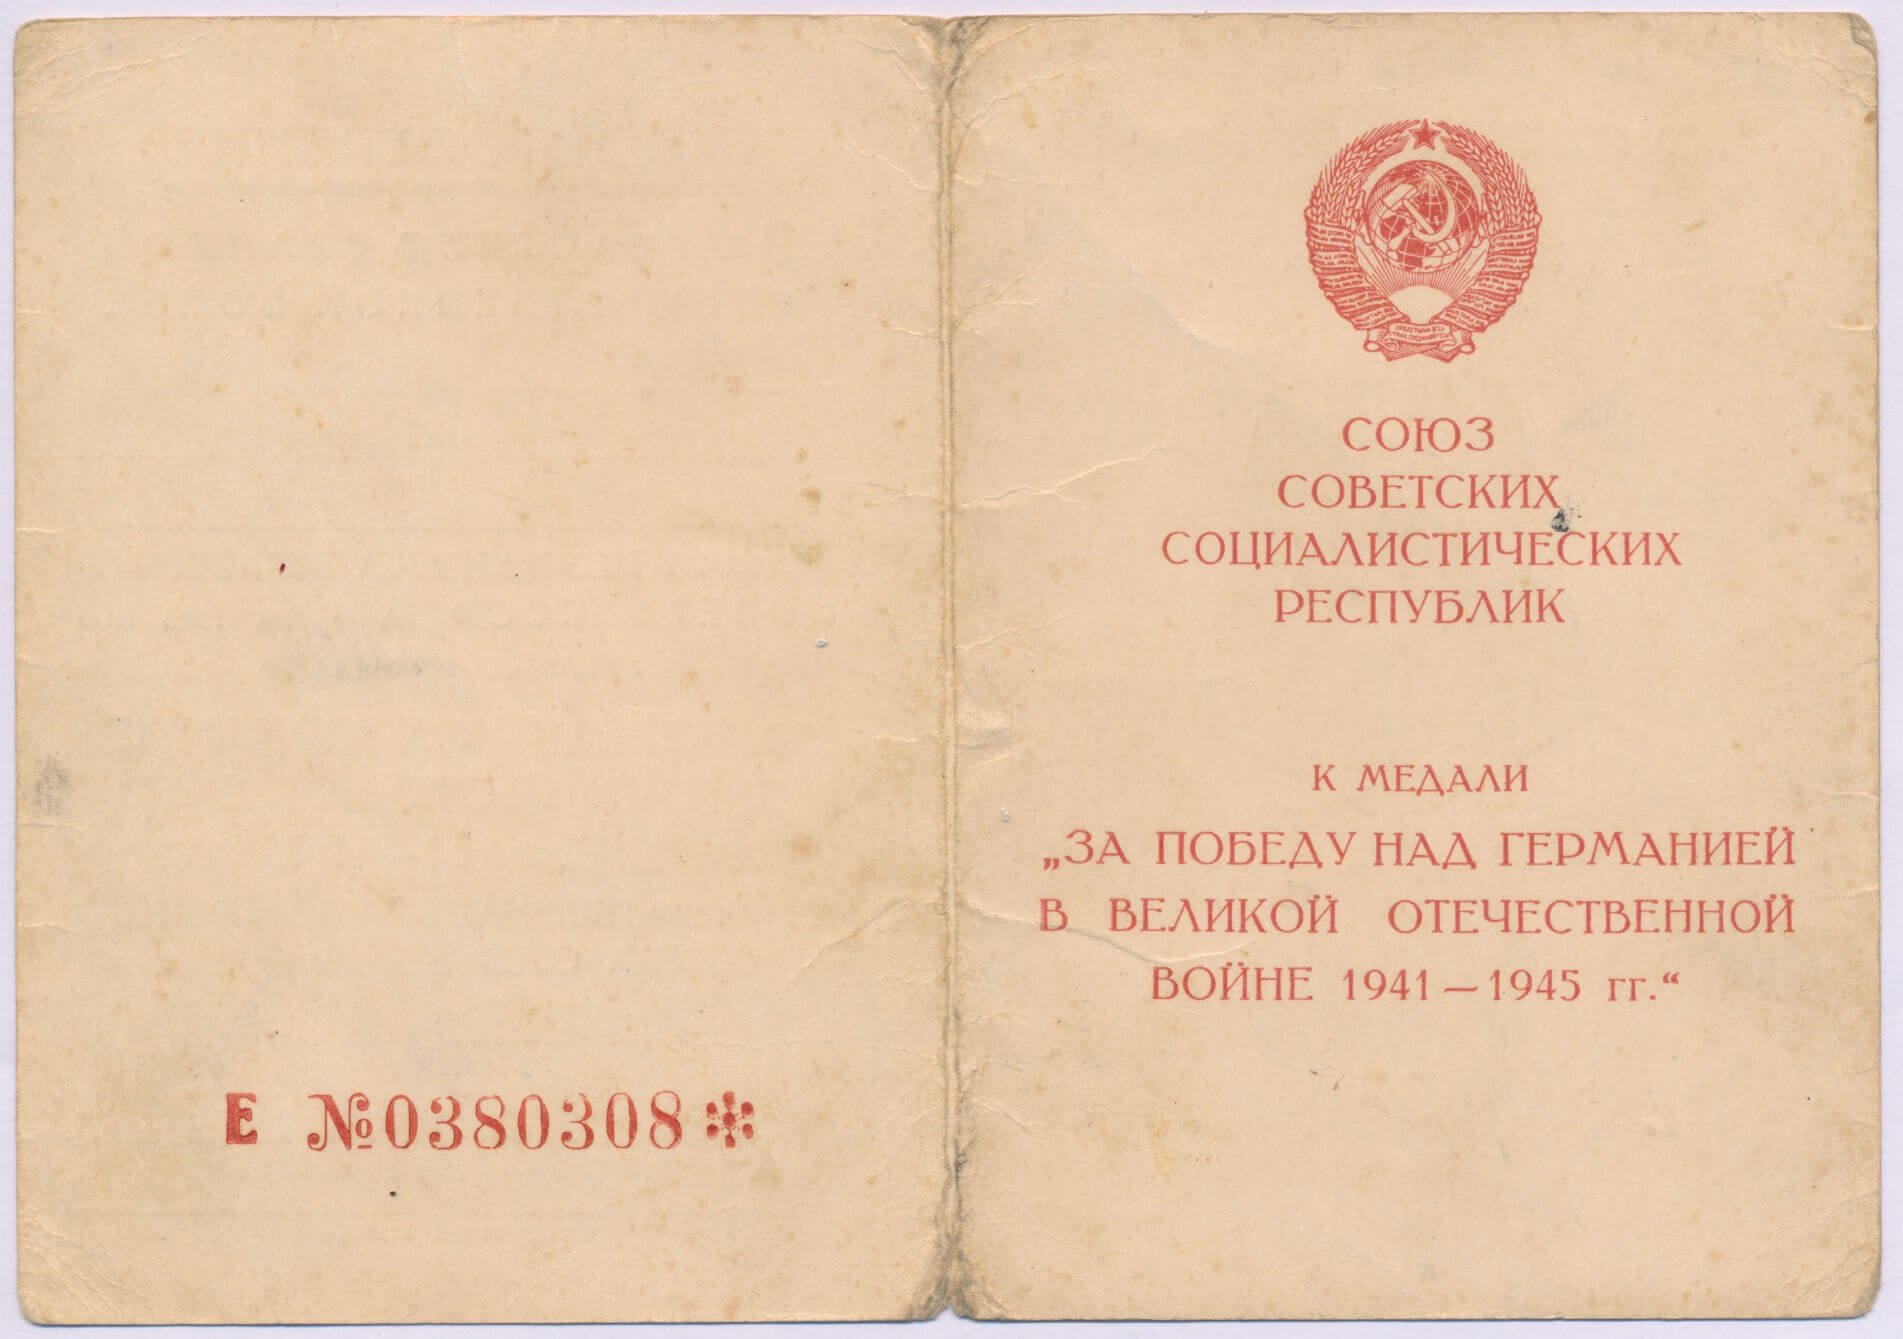 Е №0380308*
СОЮЗ
СОВЕТСКИХ
СОЦИАЛИСТИЧЕСКИХ
РЕСПУБЛИК
К МЕДАЛИ
„ЗА ПОБЕДУ НАД ГЕРМАНИЕЙ
В ВЕЛИКОЙ ОТЕЧЕСТВЕННОЙ
ВОЙНЕ 1941—1945 гг.“